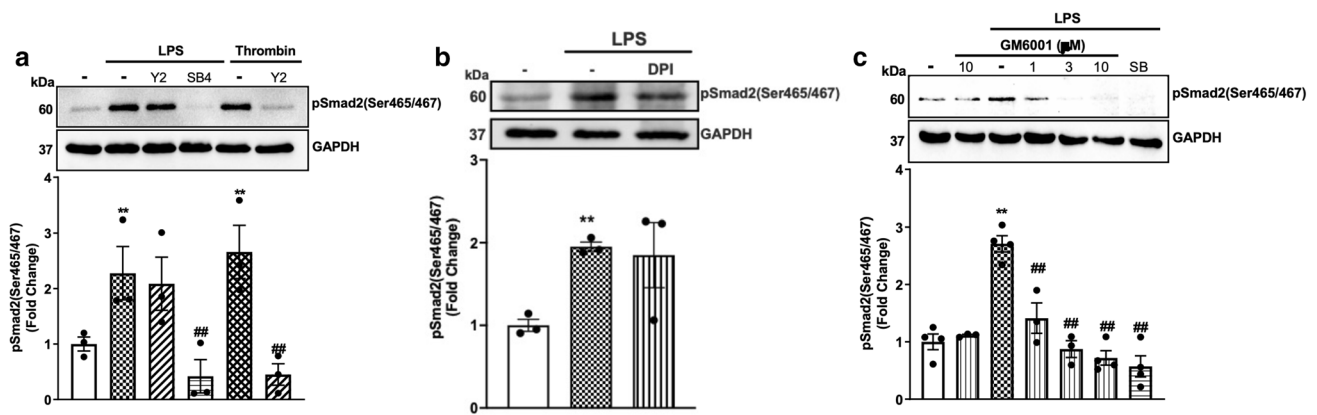 a
LPS Thrombin
kDa - - Y2 SB4 - Y2
60 pSmad2(Ser465/467)
37 GAPDH
4
3
2
1
0
pSmad2(Ser465/467)
(Fold Change)
**
##
**
##
b
LPS
kDa - - DPI
60 pSmad2(Ser465/467)
37 GAPDH
3
2
1
0
pSmad2(Ser465/467)
(Fold Change)
**
c
LPS
GM6001 (µM)
kDa - 10 - 1 3 10 SB
60 pSmad2(Ser465/467)
37 GAPDH
4
3
2
1
0
pSmad2(Ser465/467)
(Fold Change)
**
##
##
##
##